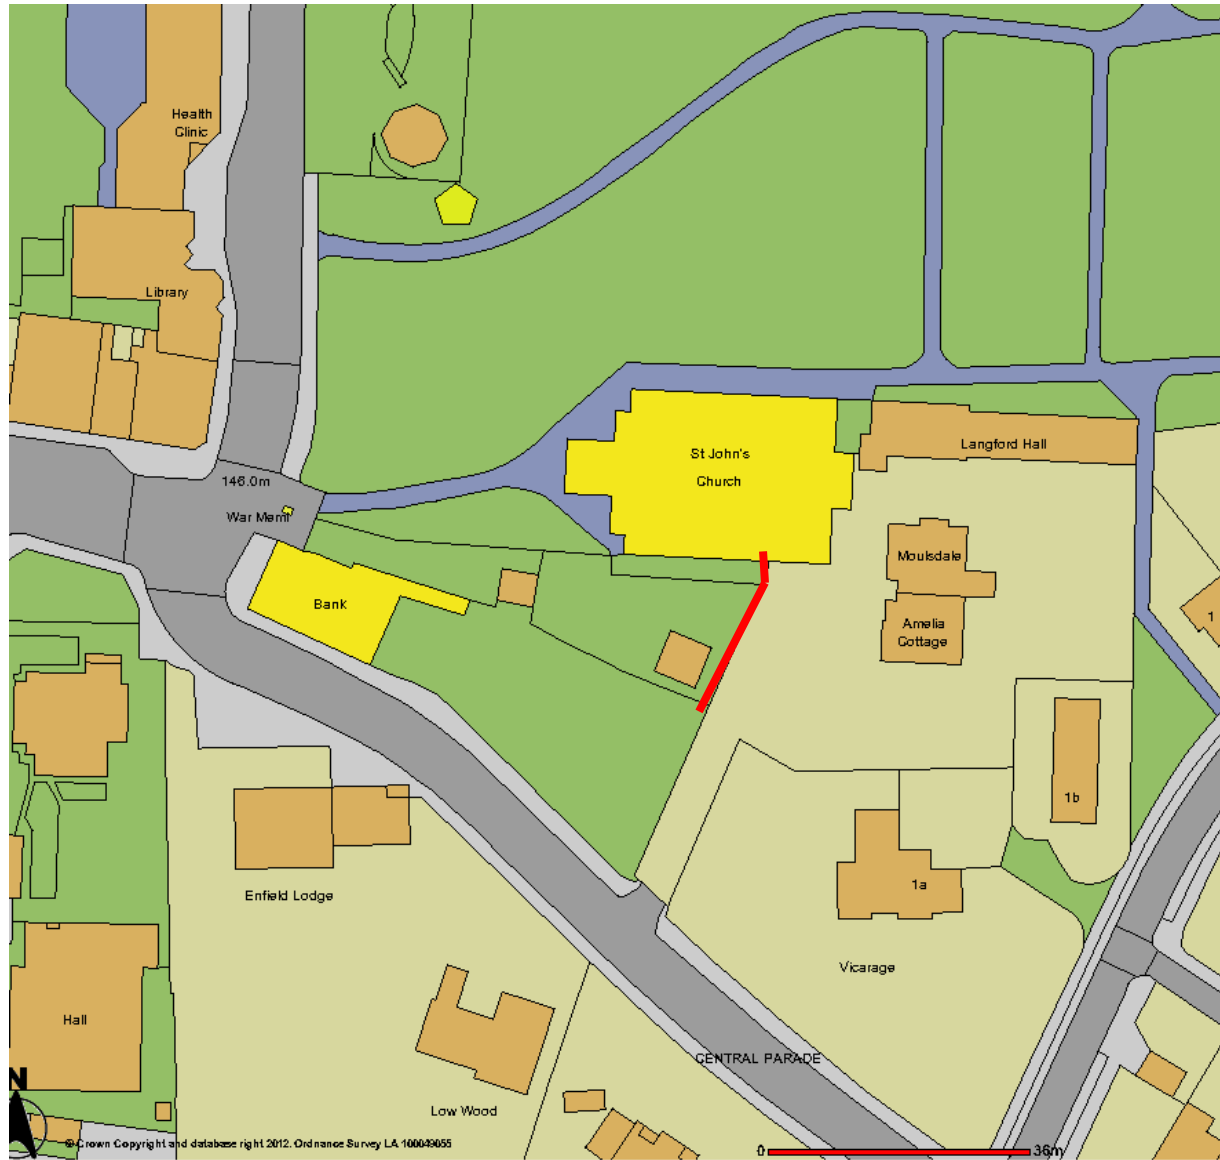 Health
Clinic
Library
146.0m
War Meml
St John's
Church
Langford Hall
Moulsdale
Amelia
Cottage
Bank
1
1b
1a
Enfield Lodge
Vicarage
Hall
CENTRAL PARADE
Low Wood
N
© Crown Copyright and database right 2012. Ordnance Survey LA 100049055
0 36m